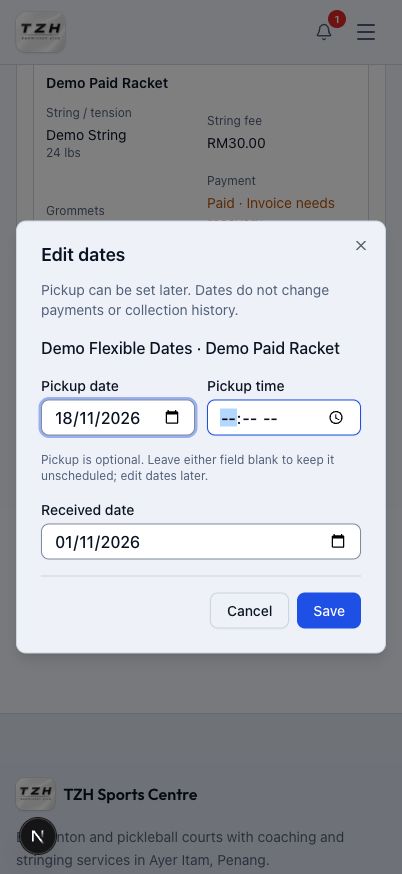 TZH
1
Demo Paid Racket
String / tension
String fee
Demo String
RM30.00
24 lbs
Payment
Paid · Invoice needs
Grommets
Edit dates
Pickup can be set later. Dates do not change
payments or collection history.
Demo Flexible Dates · Demo Paid Racket
Pickup date
Pickup time
18/11/2026
--:-- --
Pickup is optional. Leave either field blank to keep it
unscheduled; edit dates later.
Received date
01/11/2026
Cancel
Save
TZH
TZH Sports Centre
N
nton and pickleball courts with coaching and
stringing services in Ayer Itam, Penang.